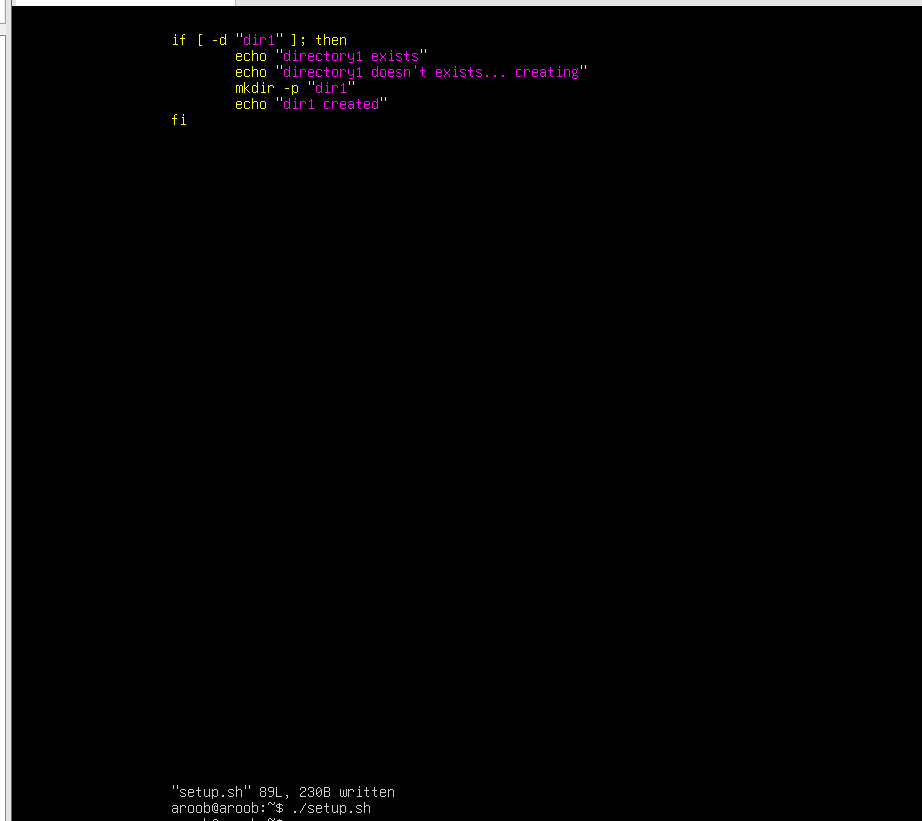 if [ -d "dir1" ]; then
echo "directory1 exists"
echo "directory1 doesn't exists... creating"
mkdir -p "dir1"
echo "dir1 created"
fi
"setup.sh" 89L, 230B written
aroob@aroob:~$ ./setup.sh